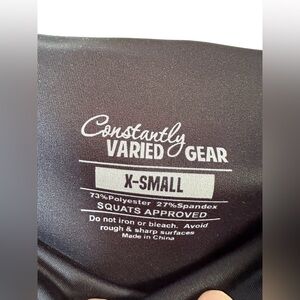 Constantly
VARIED GEAR
X-SMALL
73% Polyester 27% Spandex
SQUATS APPROVED
Do not iron or bleach. Avoid
rough & sharp surfaces
Made in China